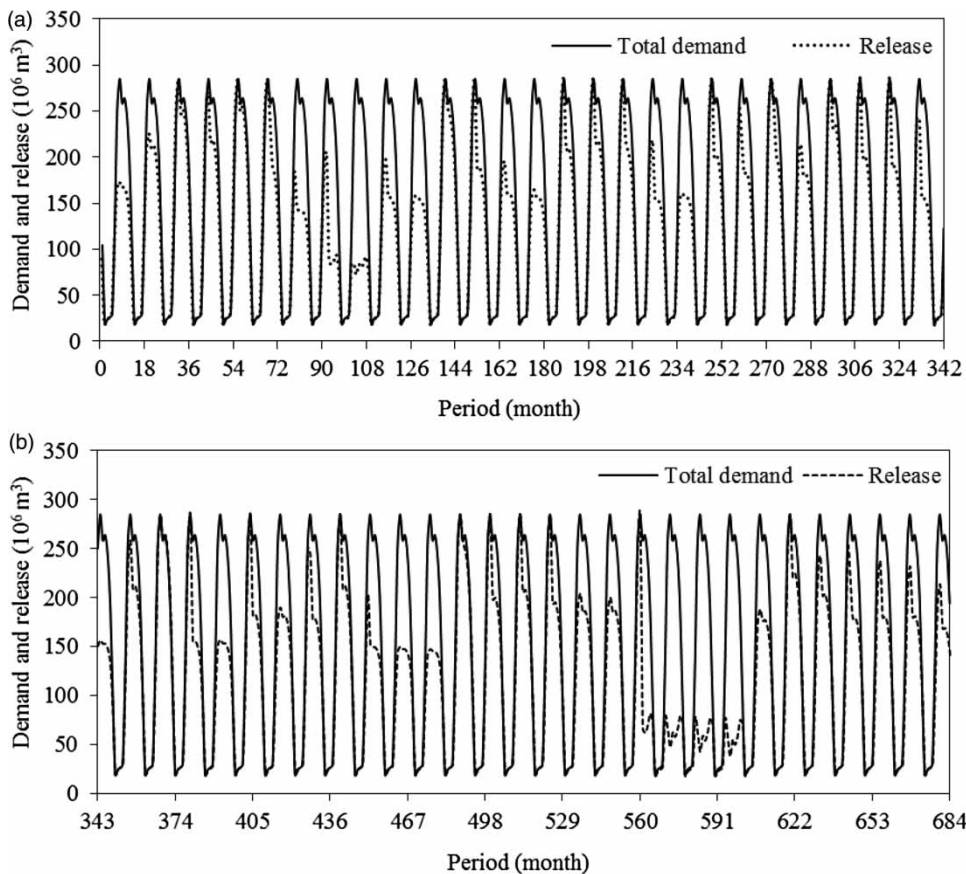 (a)
350
300
250
200
150
100
50
0
Demand and release (10⁶ m³)
Total demand Release
0 18 36 54 72 90 108 126 144 162 180 198 216 234 252 270 288 306 324 342
Period (month)
(b)
350
300
250
200
150
100
50
0
Demand and release (10⁶ m³)
Total demand Release
343 374 405 436 467 498 529 560 591 622 653 684
Period (month)